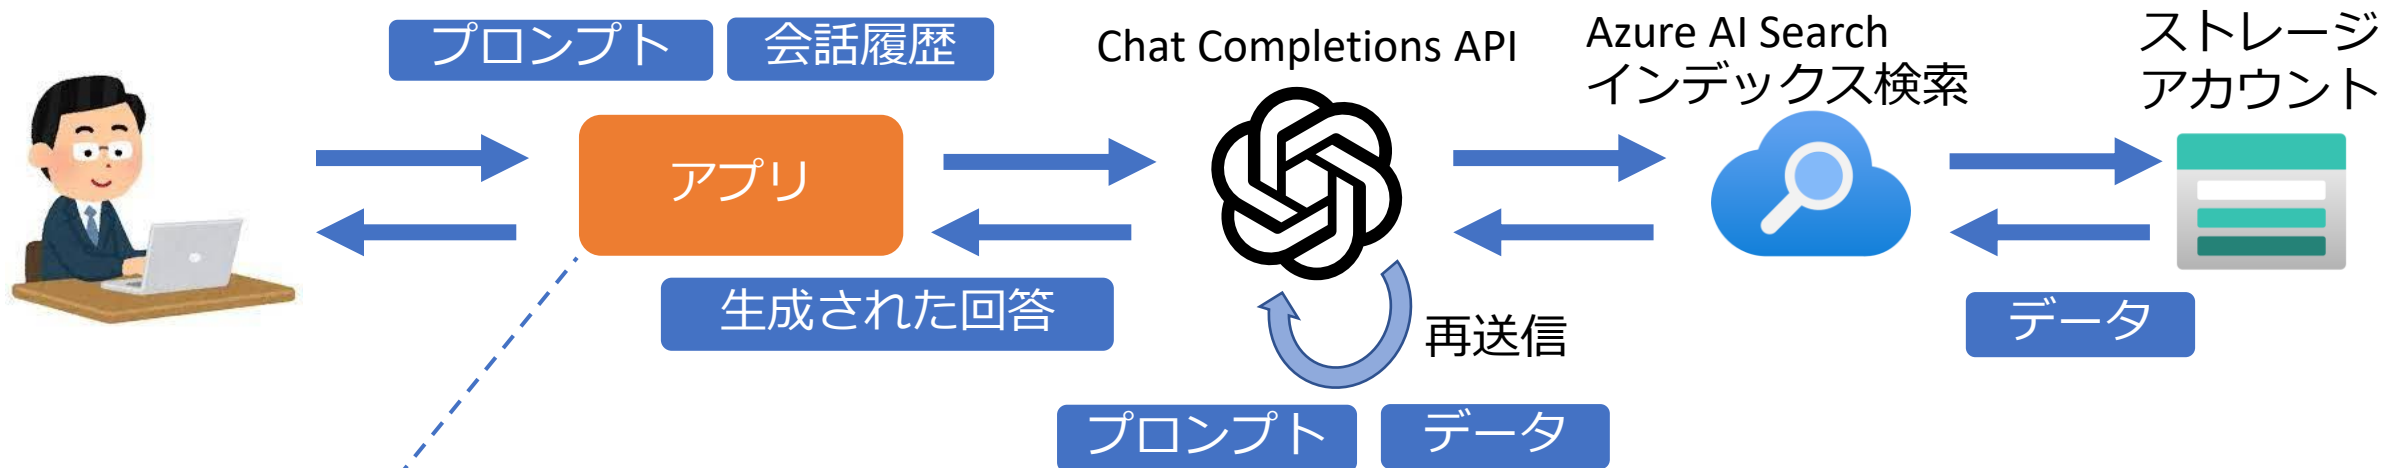 プロンプト
会話履歴
Chat Completions API
Azure AI Search
インデックス検索
ストレージ
アカウント
アプリ
生成された回答
再送信
データ
プロンプト
データ